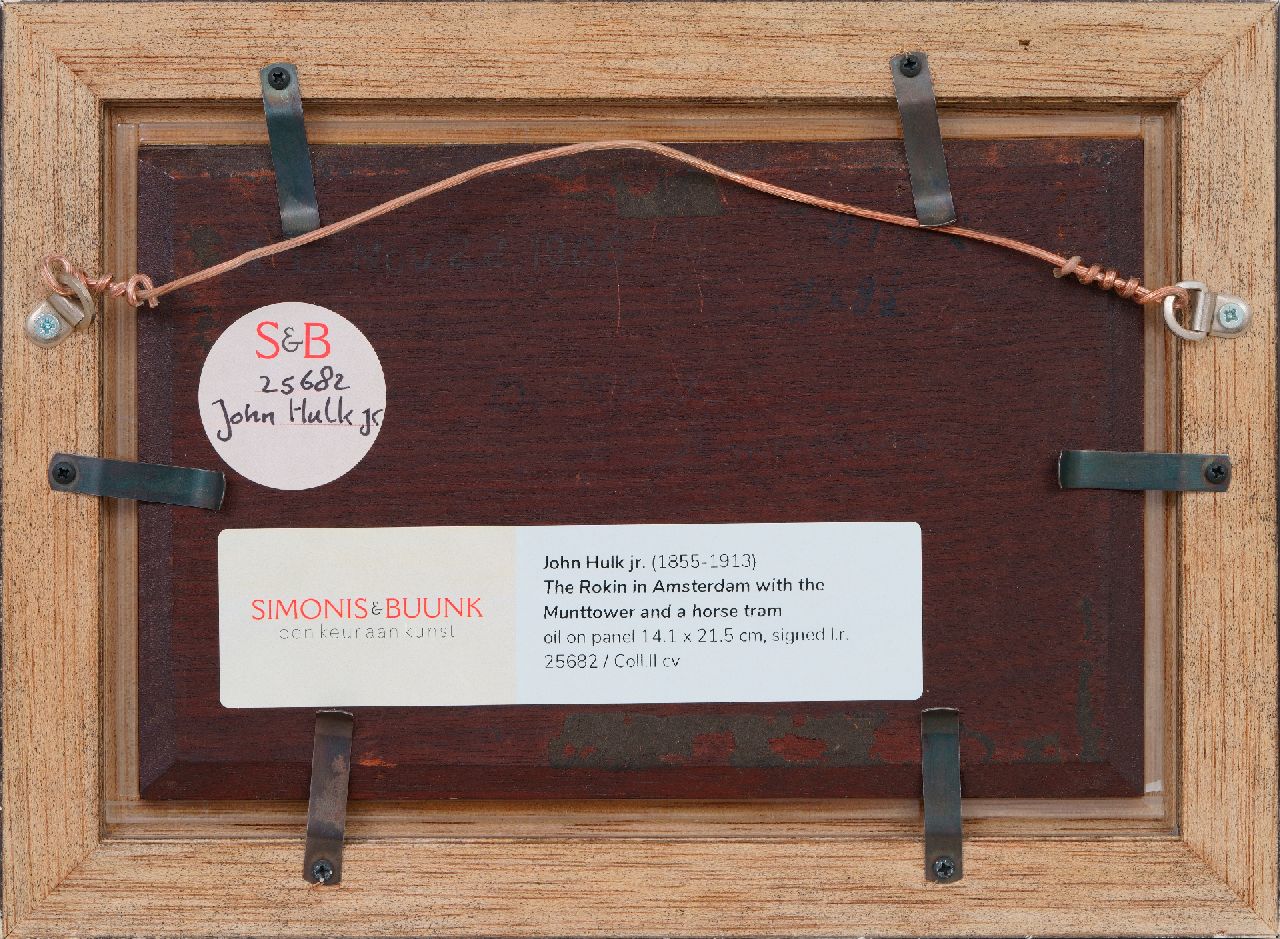 S&B
25682
John Hulk jr
SIMONIS&BUUNK
een keur aan kunst
John Hulk jr. (1855-1913)
The Rokin in Amsterdam with the
Munttower and a horse tram
oil on panel 14.1 x 21.5 cm, signed l.r.
25682 / Coll.II cv